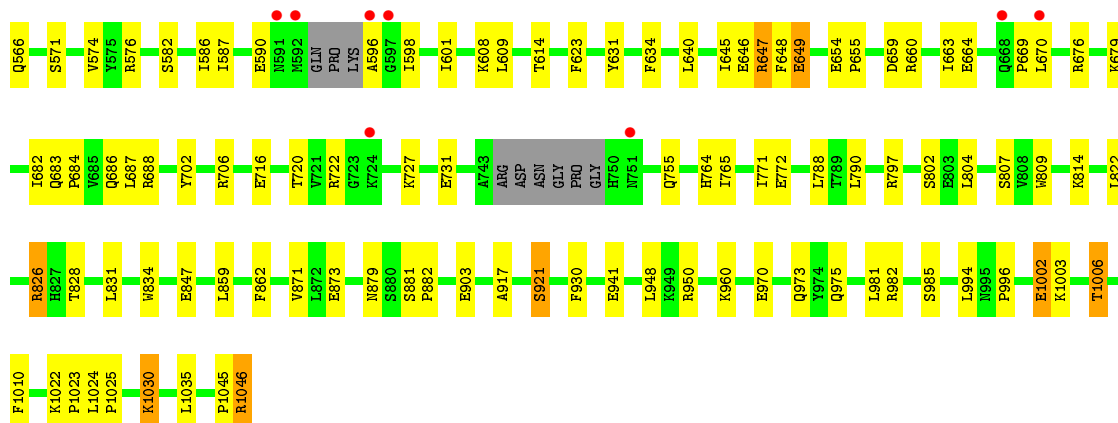 Q566 S571 V574 Y575 R576 S582 I586 I587 E590 N591 M592 GLN PRO LYS A596 G597 I598 I601 K608 L609 T614 F623 Y631 F634 L640 I645 E646 R647 F648 E649 E654 P655 D659 R660 I663 E664 Q668 P669 L670 R676 K679
I682 Q683 P684 V685 Q686 L687 R688 Y702 R706 E716 T720 V721 R722 G723 K724 K727 E731 A743 ARG ASP ASN GLY PRO GLY H750 N751 Q755 H764 I765 I771 E772 L788 T789 L790 R797 S802 E803 L804 S807 V808 W809 K814 L822
R826 H827 T828 L831 W834 E847 L859 F862 V871 L872 E873 N879 S880 S881 P882 E903 A917 S921 F930 E941 L948 K949 R950 K960 E970 Q973 Y974 Q975 L981 R982 S985 L994 N995 P996 E1002 K1003 T1006
F1010 K1022 P1023 L1024 P1025 K1030 L1035 P1045 R1046